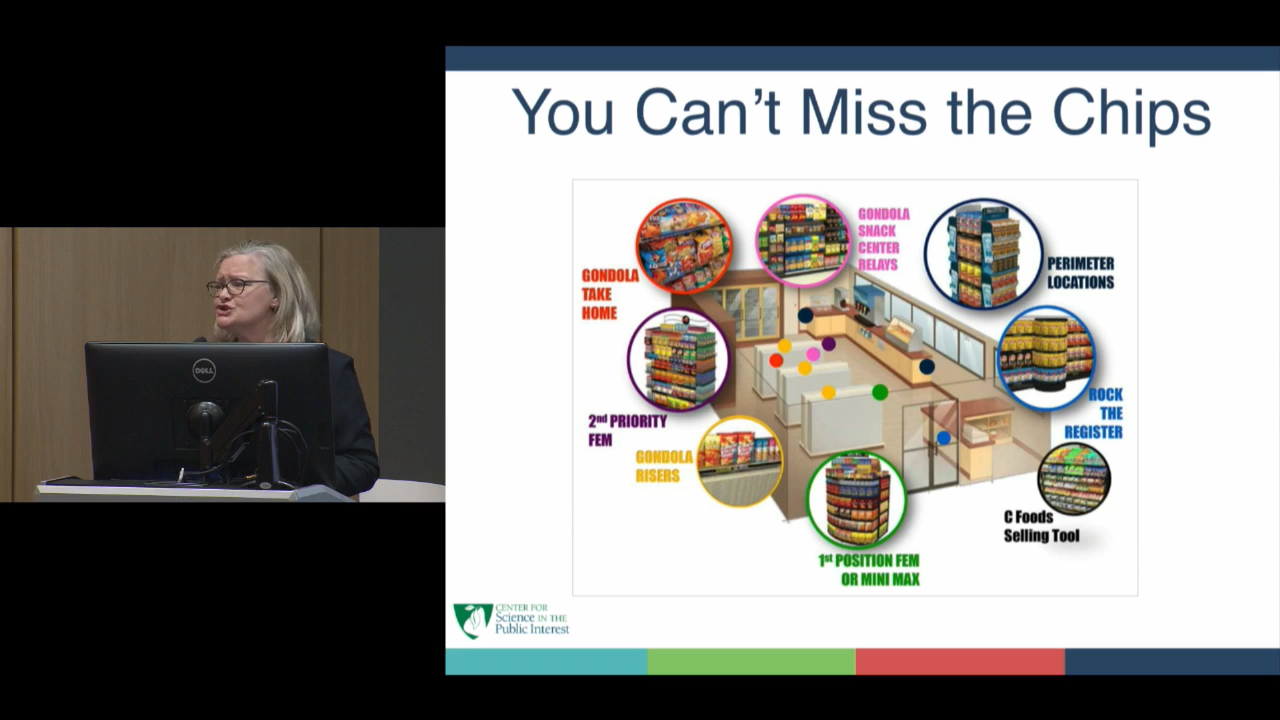 You Can't Miss the Chips
GONDOLA
TAKE
HOME
GONDOLA
SNACK
CENTER
RELAYS
PERIMETER
LOCATIONS
2nd PRIORITY
FEM
ROCK
THE
REGISTER
GONDOLA
RISERS
C Foods
Selling Tool
1st POSITION FEM
OR MINI MAX
CENTER FOR
Science IN THE
Public Interest
DELL